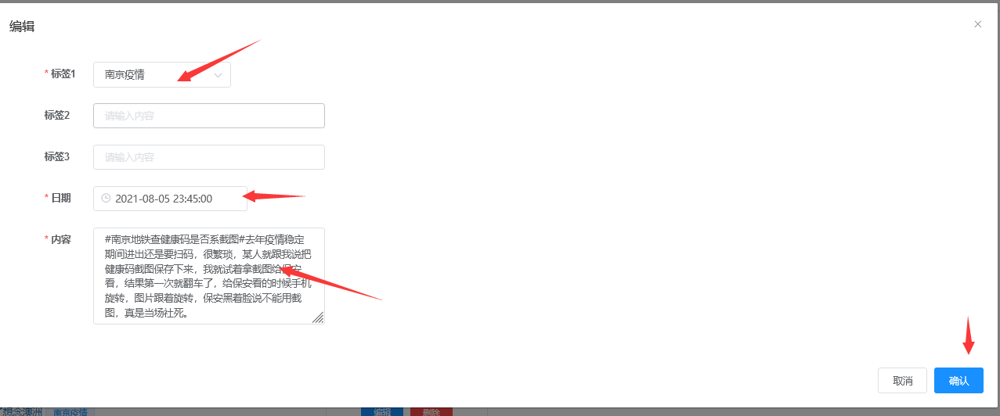 编辑
* 标签1 南京疫情
标签2 请输入内容
标签3 请输入内容
* 日期 2021-08-05 23:45:00
* 内容 #南京地铁查健康码是否系截图#去年疫情稳定
期间进出还是要扫码，很繁琐，某人就跟我说把
健康码截图保存下来，我就试着拿截图给保安
看，结果第一次就翻车了，给保安看的时候手机
旋转，图片跟着旋转，保安黑着脸说不能用截
图，真是当场社死。
取消 确认
想念澳洲 南京疫情 编辑 删除